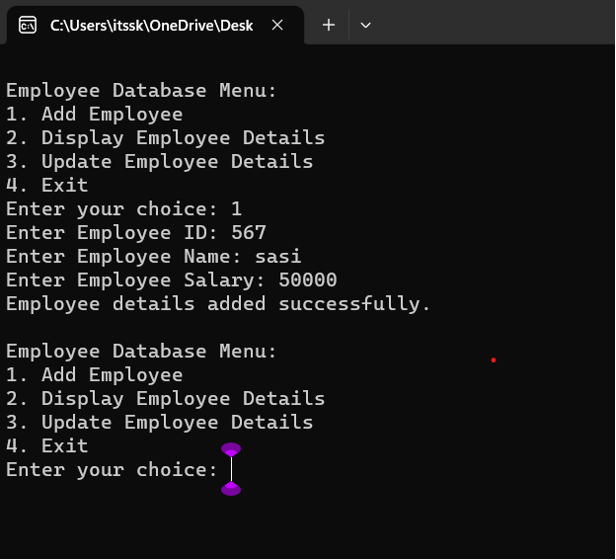 C:\Users\itssk\OneDrive\Desk
Employee Database Menu:
1. Add Employee
2. Display Employee Details
3. Update Employee Details
4. Exit
Enter your choice: 1
Enter Employee ID: 567
Enter Employee Name: sasi
Enter Employee Salary: 50000
Employee details added successfully.
Employee Database Menu:
1. Add Employee
2. Display Employee Details
3. Update Employee Details
4. Exit
Enter your choice: